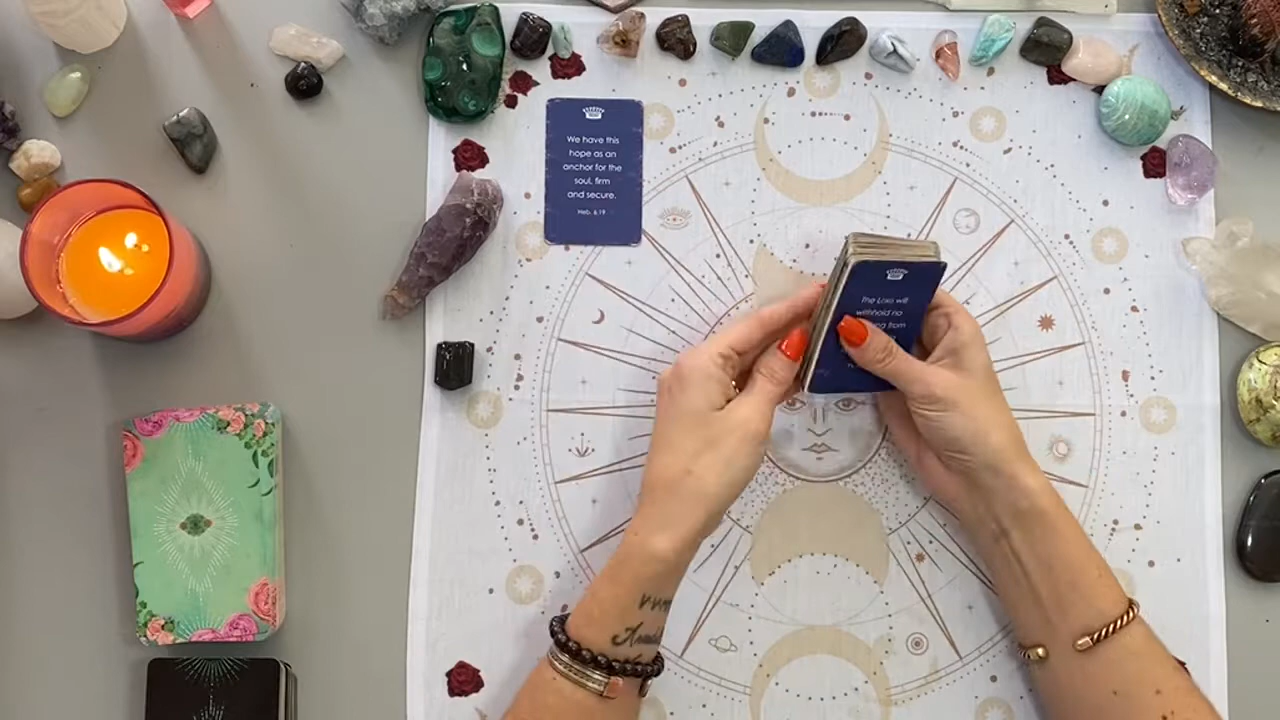 We have this
hope as an
anchor for the
soul, firm
and secure.
Heb. 6.19
The Lord will
withhold no
from